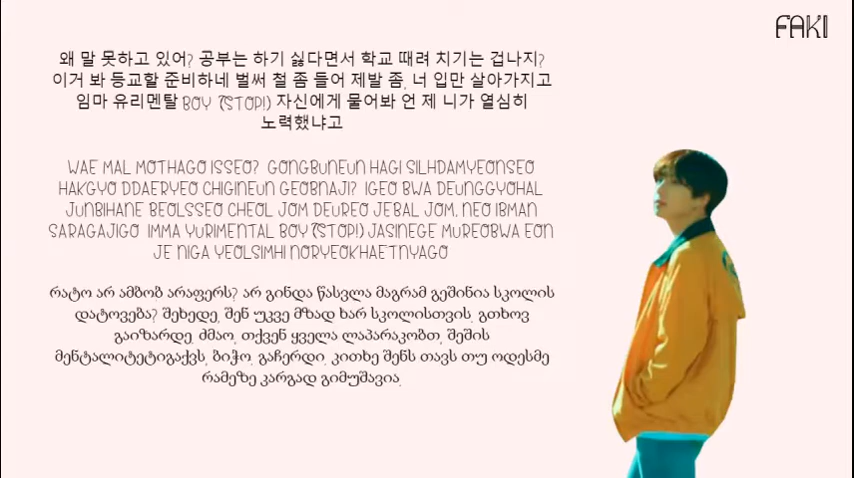 FAKI
왜 말 못하고 있어? 공부는 하기 싫다면서 학교 때려 치기는 겁나지?
이거 봐 등교할 준비하네 벌써 철 좀 들어 제발 좀, 너 입만 살아가지고
임마 유리멘탈 BOY (STOP!) 자신에게 물어봐 언 제 니가 열심히
노력했냐고
WAE MAL MOTHAGO ISSEO? GONGBUNEUN HAGI SILHDAMYEONSEO
HAKGYO DDAERYEO CHIGINEUN GEOBNAJI? IGEO BWA DEUNGGYOHAL
JUNBIHANE BEOLSSEO CHEOL JOM DEUREO JEBAL JOM, NEO IBMAN
SARAGAJIGO IMMA YURIMENTAL BOY (STOP!) JASINEGE MUREOBWA EON
JE NIGA YEOLSIMHI NORYEOKHAETNYAGO
რატო არ ამბობ არაფერს? არ გინდა წასვლა მაგრამ გეშინია სკოლის
დატოვება? შეხედე, შენ უკვე მზად ხარ სკოლისთვის. გთხოვ
გაიზარდე, ძმაო, თქვენ ყველა ლაპარაკობთ, შეშის
მენტალიტეტიგაქვს, ბიჭო, გაჩერდი, კითხე შენს თავს თუ ოდესმე
რამეზე კარგად გიმუშავია.